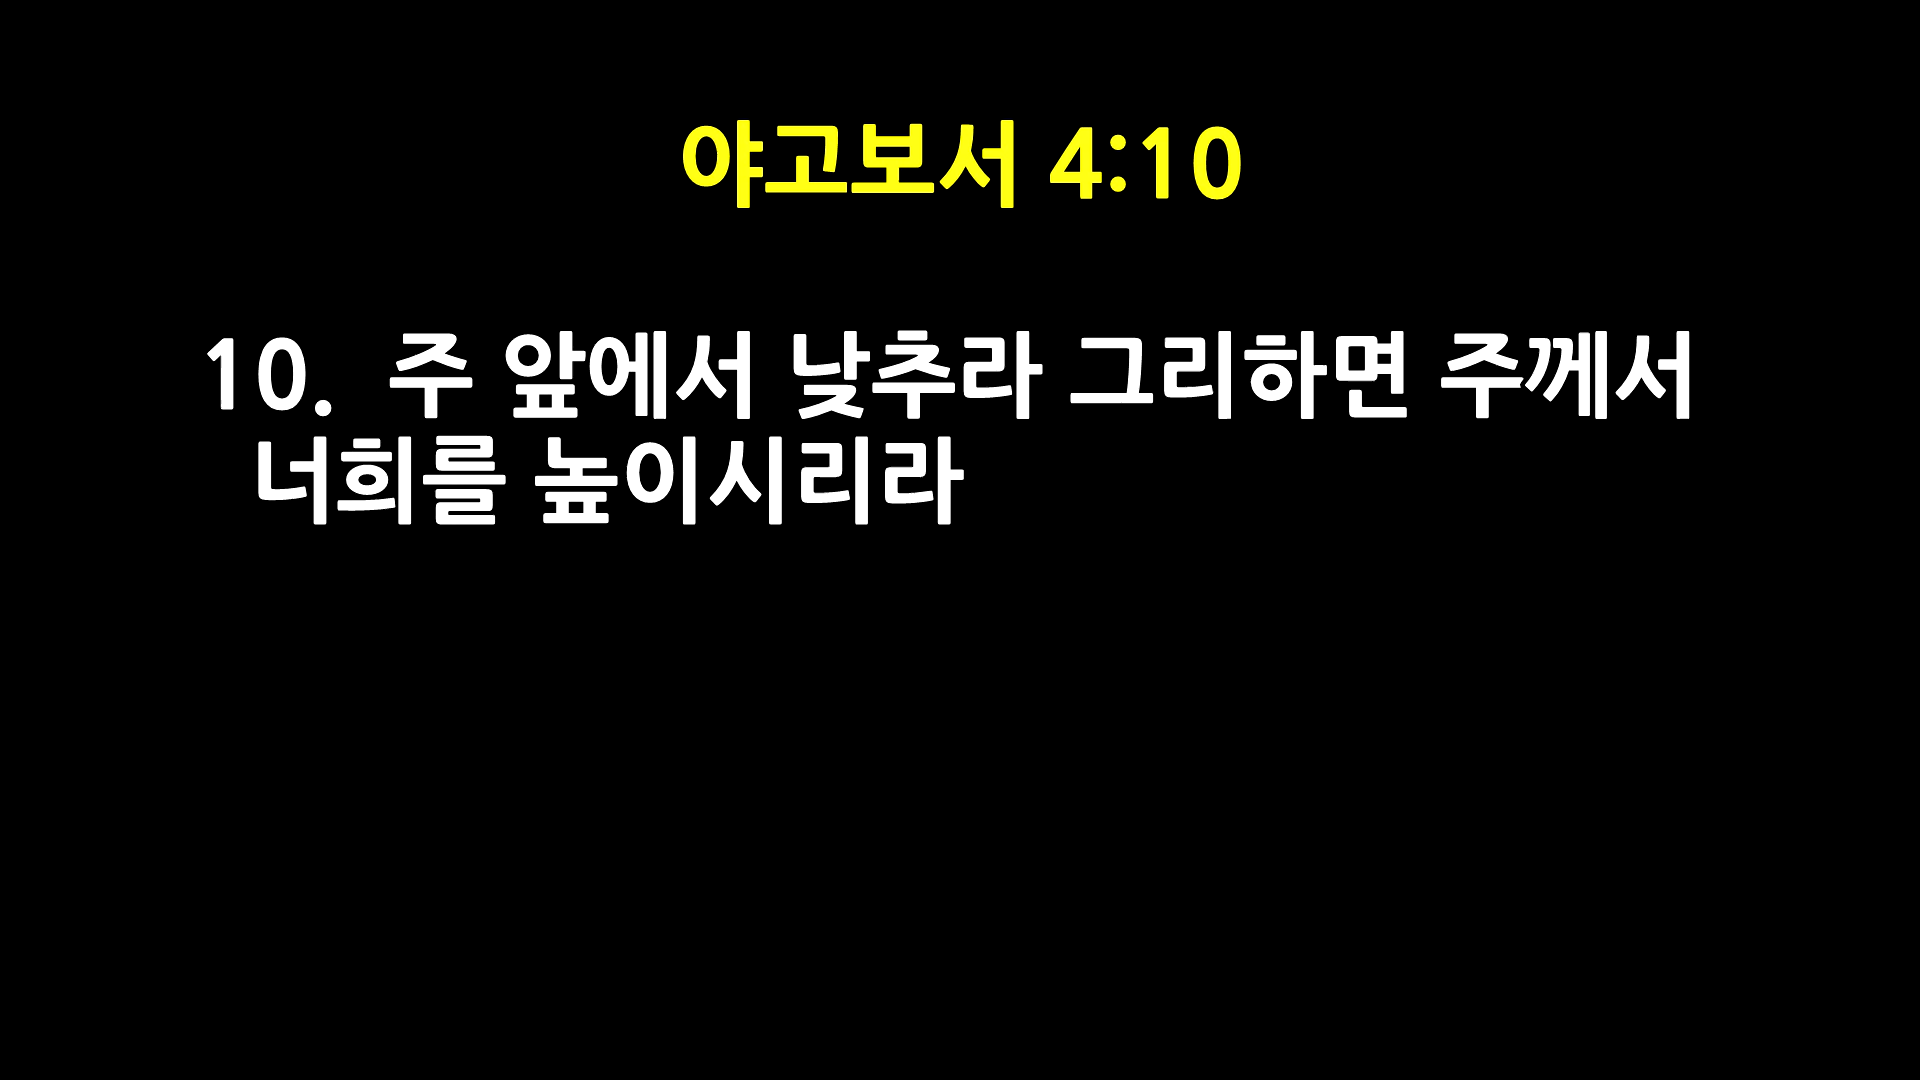 야고보서 4:10
10. 주 앞에서 낮추라 그리하면 주께서
너희를 높이시리라